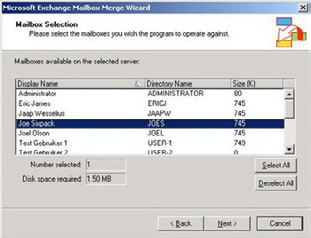 Microsoft Exchange Mailbox Merge Wizard
Mailbox Selection
Please select the mailboxes you wish the program to operate against.
Mailboxes available on the selected server:
Display Name Directory Name Size (K)
Administrator ADMINISTRATOR 80
Eric James ERICJ 745
Jaap Wesselius JAAPW 745
Joe Sixpack JOES 745
Joel Olson JOEL 745
Test Gebruiker 1 USER-1 749
Test Gebruiker 2 USER-2 0
Number selected: 1
Select All
Disk space required: 1.50 MB
Deselect All
< Back Next > Cancel